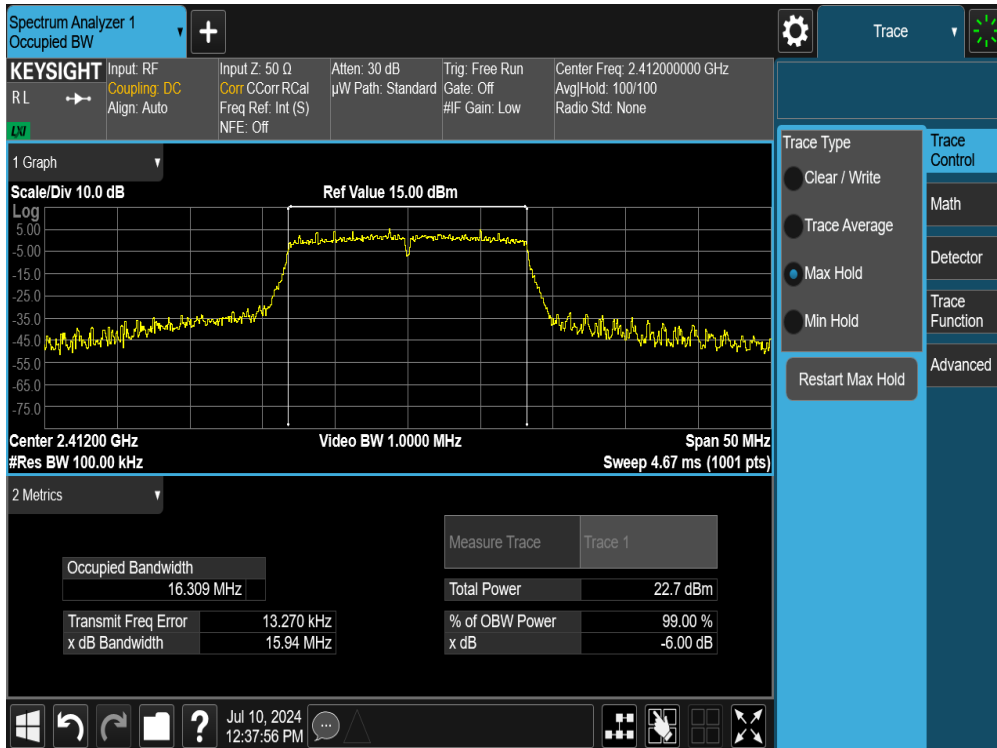 Spectrum Analyzer 1
Occupied BW
+
Trace
KEYSIGHT
R L
LXI
Input: RF
Coupling: DC
Align: Auto
Input Z: 50 Ω
Corr CCorr RCal
Freq Ref: Int (S)
NFE: Off
Atten: 30 dB
µW Path: Standard
Trig: Free Run
Gate: Off
#IF Gain: Low
Center Freq: 2.412000000 GHz
Avg|Hold: 100/100
Radio Std: None
1 Graph
Scale/Div 10.0 dB
Ref Value 15.00 dBm
Log
5.00
-5.00
-15.0
-25.0
-35.0
-45.0
-55.0
-65.0
-75.0
Center 2.41200 GHz
Video BW 1.0000 MHz
Span 50 MHz
#Res BW 100.00 kHz
Sweep 4.67 ms (1001 pts)
2 Metrics
Measure Trace
Trace 1
Occupied Bandwidth
16.309 MHz
Total Power
22.7 dBm
Transmit Freq Error
13.270 kHz
% of OBW Power
99.00 %
x dB Bandwidth
15.94 MHz
x dB
-6.00 dB
Trace Type
Clear / Write
Trace Average
Max Hold
Min Hold
Restart Max Hold
Trace
Control
Math
Detector
Trace
Function
Advanced
?
Jul 10, 2024
12:37:56 PM